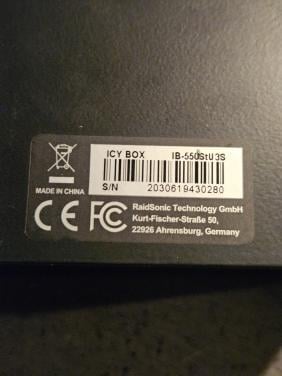 ICY BOX IB-550StU3S
S/N 2030619430280
MADE IN CHINA
CE FC
RaidSonic Technology GmbH
Kurt-Fischer-Straße 50,
22926 Ahrensburg, Germany